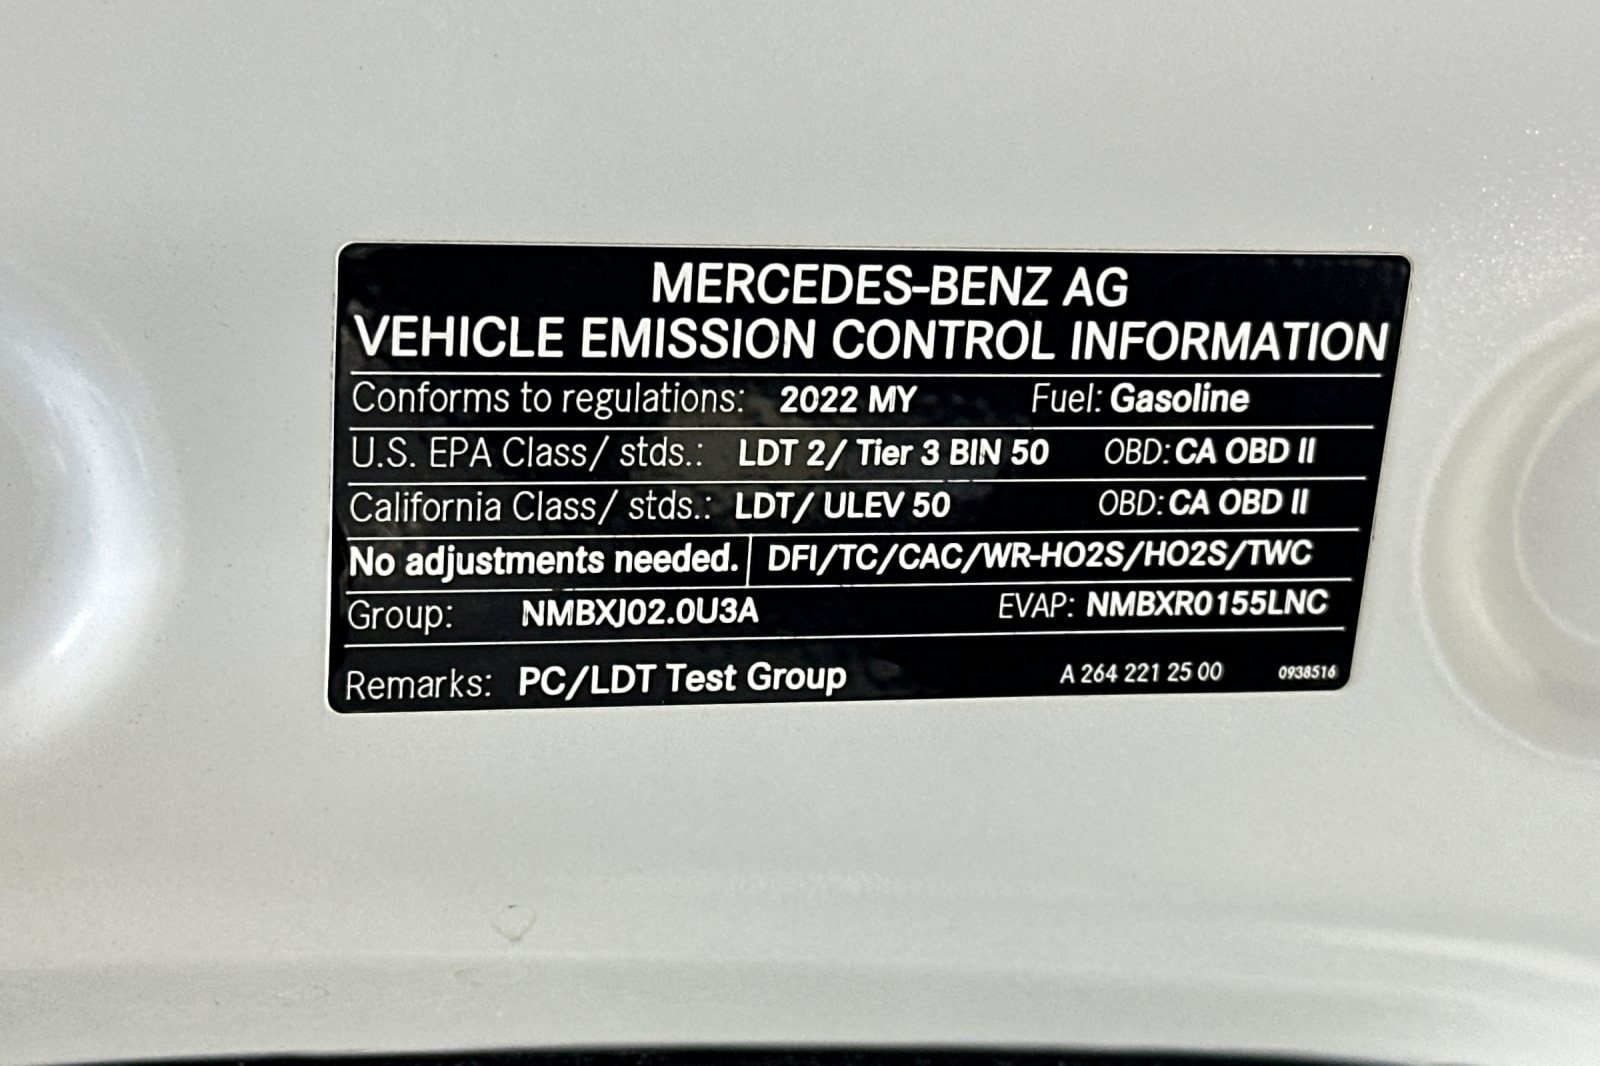 MERCEDES-BENZ AG
VEHICLE EMISSION CONTROL INFORMATION
Conforms to regulations: 2022 MY Fuel: Gasoline
U.S. EPA Class/ stds.: LDT 2/ Tier 3 BIN 50 OBD: CA OBD II
California Class/ stds.: LDT/ ULEV 50 OBD: CA OBD II
No adjustments needed. DFI/TC/CAC/WR-HO2S/HO2S/TWC
Group: NMBXJ02.0U3A EVAP: NMBXR0155LNC
Remarks: PC/LDT Test Group A 264 221 25 00 0938516